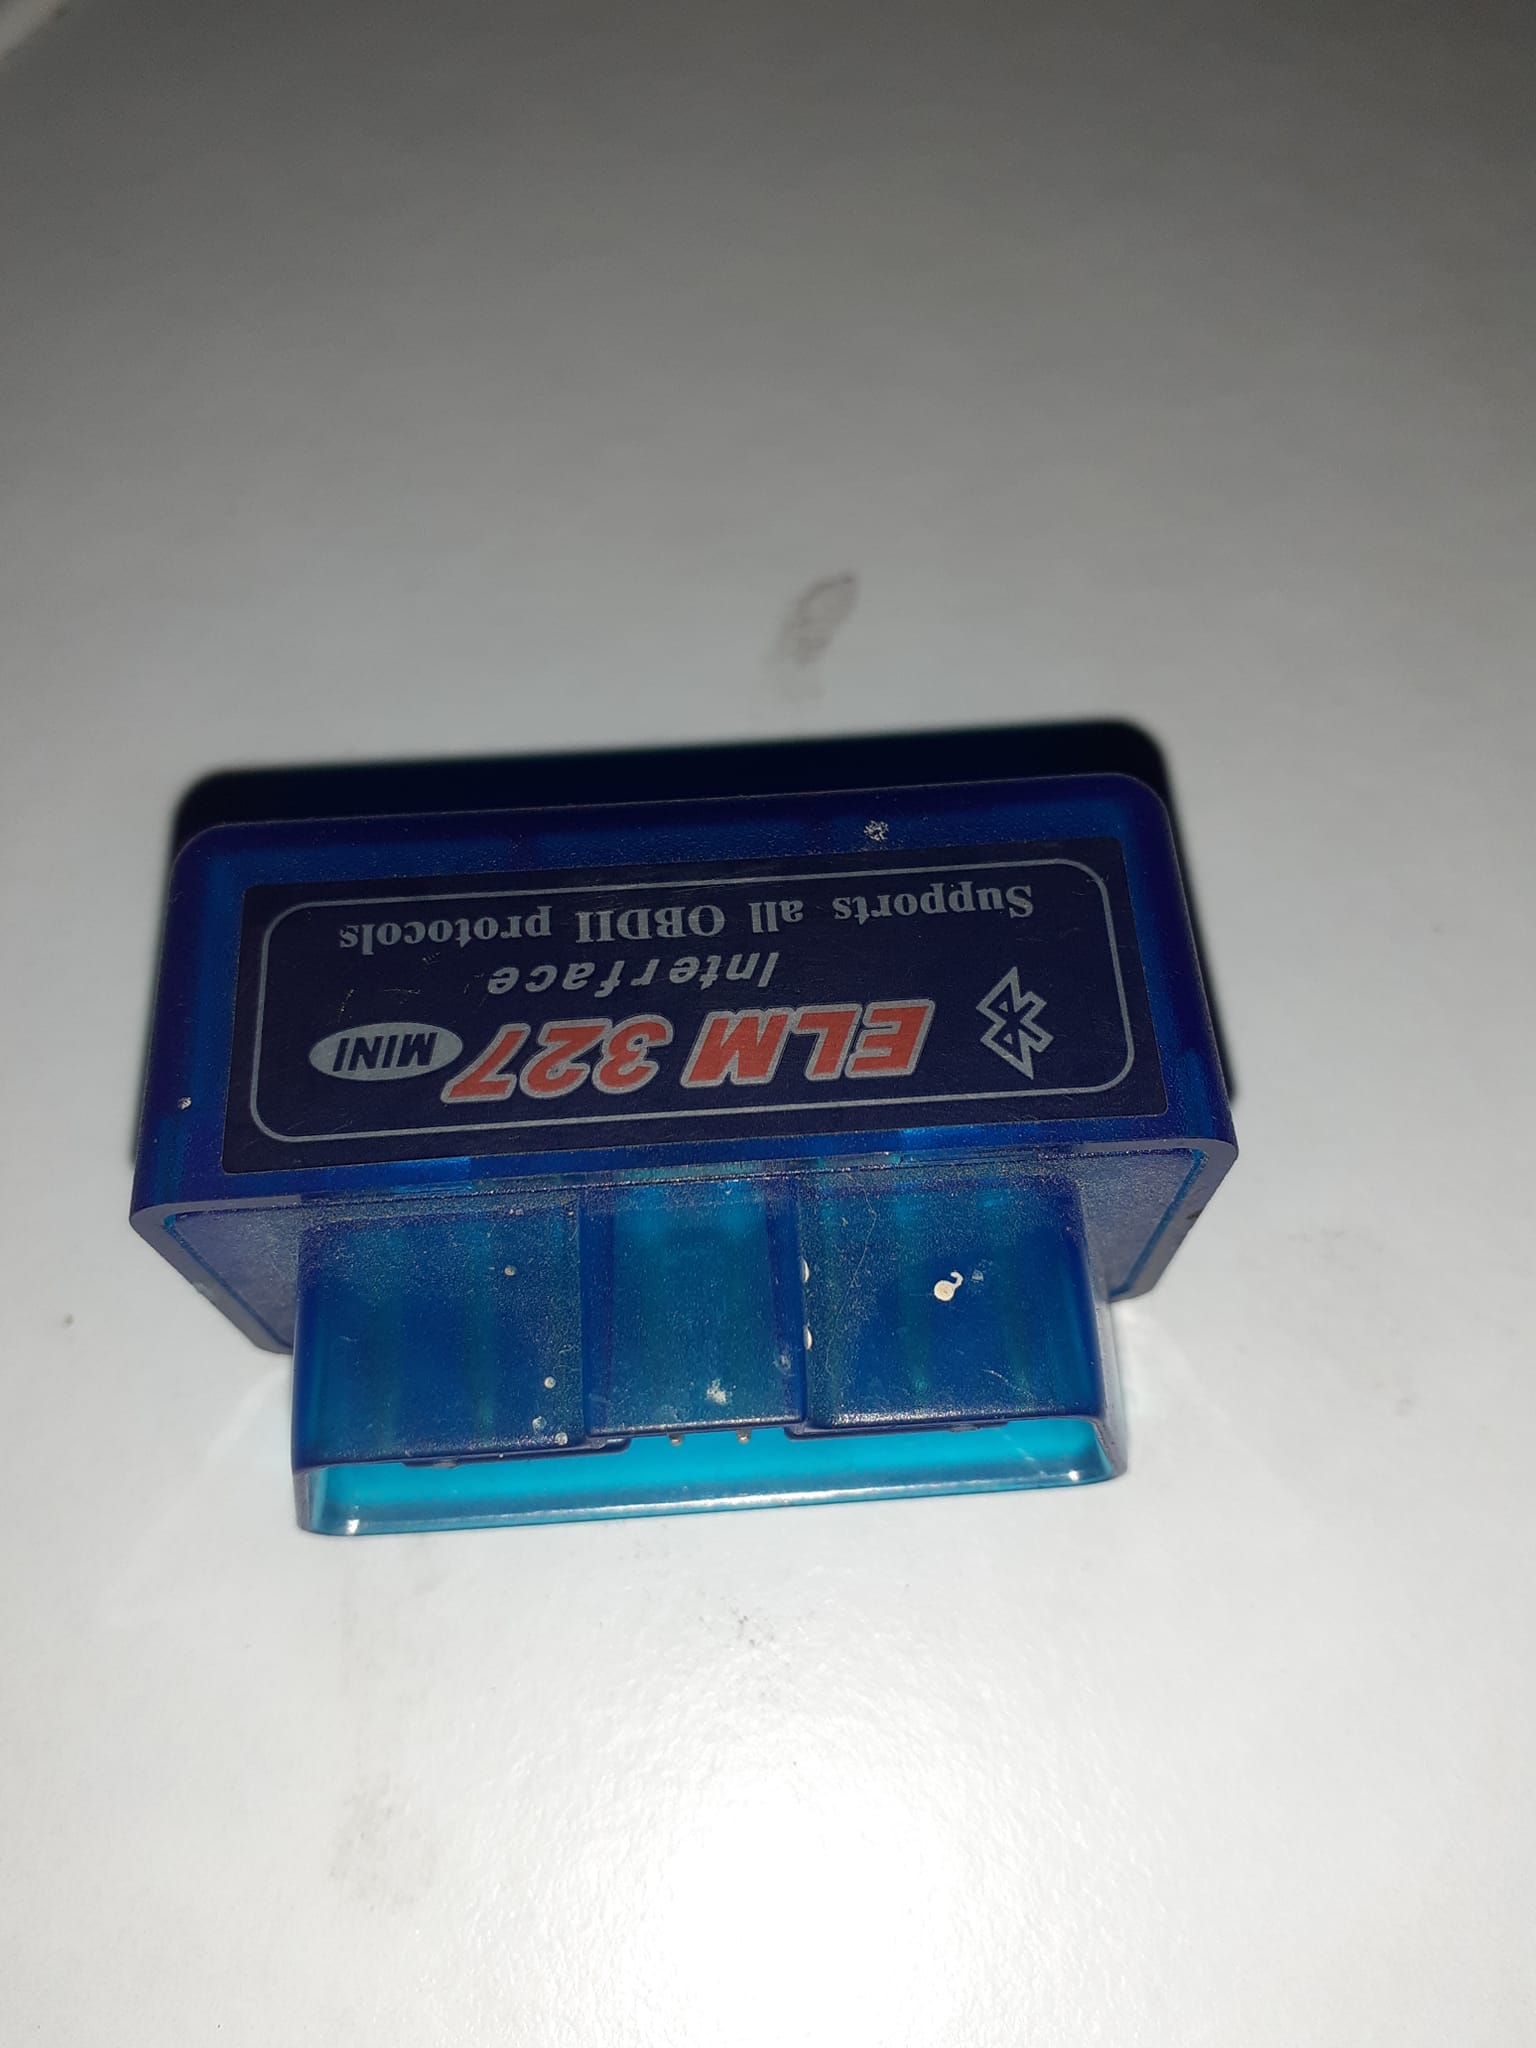 ELM 327 MINI
Interface
Supports all OBDII protocols